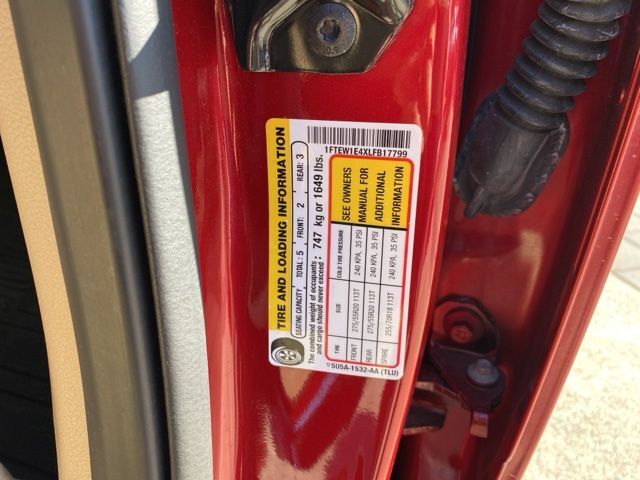 10.9
1FTEW1E4XLFB17799
TIRE AND LOADING INFORMATION
SEATING CAPACITY TOTAL: 5 FRONT: 2 REAR: 3
The combined weight of occupants and cargo should never exceed : 747 kg or 1649 lbs.
TIRE SIZE COLD TIRE PRESSURE
FRONT 275/55R20 113T 240 KPA, 35 PSI
REAR 275/55R20 113T 240 KPA, 35 PSI
SPARE 255/70R18 113T 240 KPA, 35 PSI
SEE OWNERS
MANUAL FOR
ADDITIONAL
INFORMATION
5U5A-1532-AA (TLU)